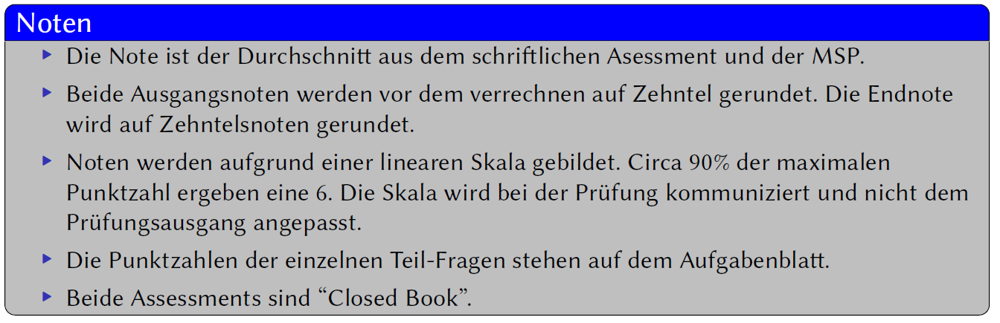 Noten
Die Note ist der Durchschnitt aus dem schriftlichen Asessment und der MSP.
Beide Ausgangsnoten werden vor dem verrechnen auf Zehntel gerundet. Die Endnote
wird auf Zehntelsnoten gerundet.
Noten werden aufgrund einer linearen Skala gebildet. Circa 90% der maximalen
Punktzahl ergeben eine 6. Die Skala wird bei der Prüfung kommuniziert und nicht dem
Prüfungsausgang angepasst.
Die Punktzahlen der einzelnen Teil-Fragen stehen auf dem Aufgabenblatt.
Beide Assessments sind “Closed Book”.